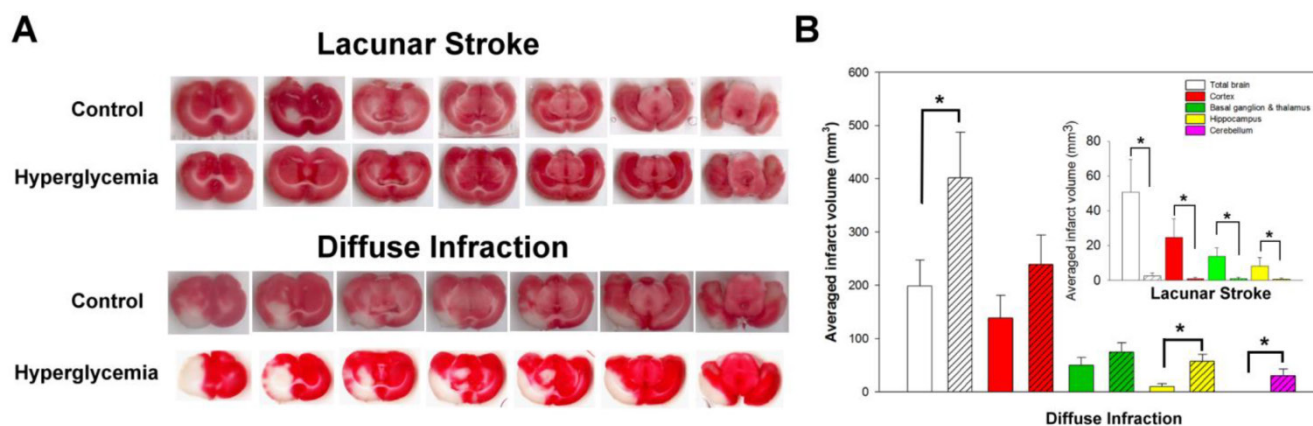 A
Lacunar Stroke
Control
Hyperglycemia
Diffuse Infraction
Control
Hyperglycemia
B
Averaged infarct volume (mm3)
600
500
400
300
200
100
0
*
*
*
Diffuse Infraction
Total brain
Cortex
Basal ganglion & thalamus
Hippocampus
Cerebellum
Averaged infarct volume (mm3)
80
60
40
20
0
*
*
*
*
Lacunar Stroke